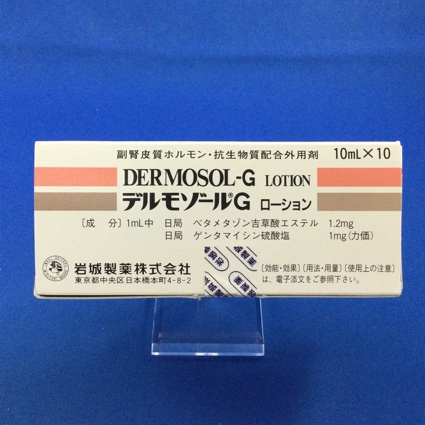 副腎皮質ホルモン・抗生物質配合外用剤 10mL×10
DERMOSOL-G LOTION
デルモゾール®G ローション
〔成 分〕1mL中 日局 ベタメタゾン吉草酸エステル 1.2mg
日局 ゲンタマイシン硫酸塩 1mg(力価)
岩城製薬株式会社
東京都中央区日本橋本町4-8-2
〔効能・効果〕〔用法・用量〕〔使用上の注意〕
は、電子添文をご参照下さい。